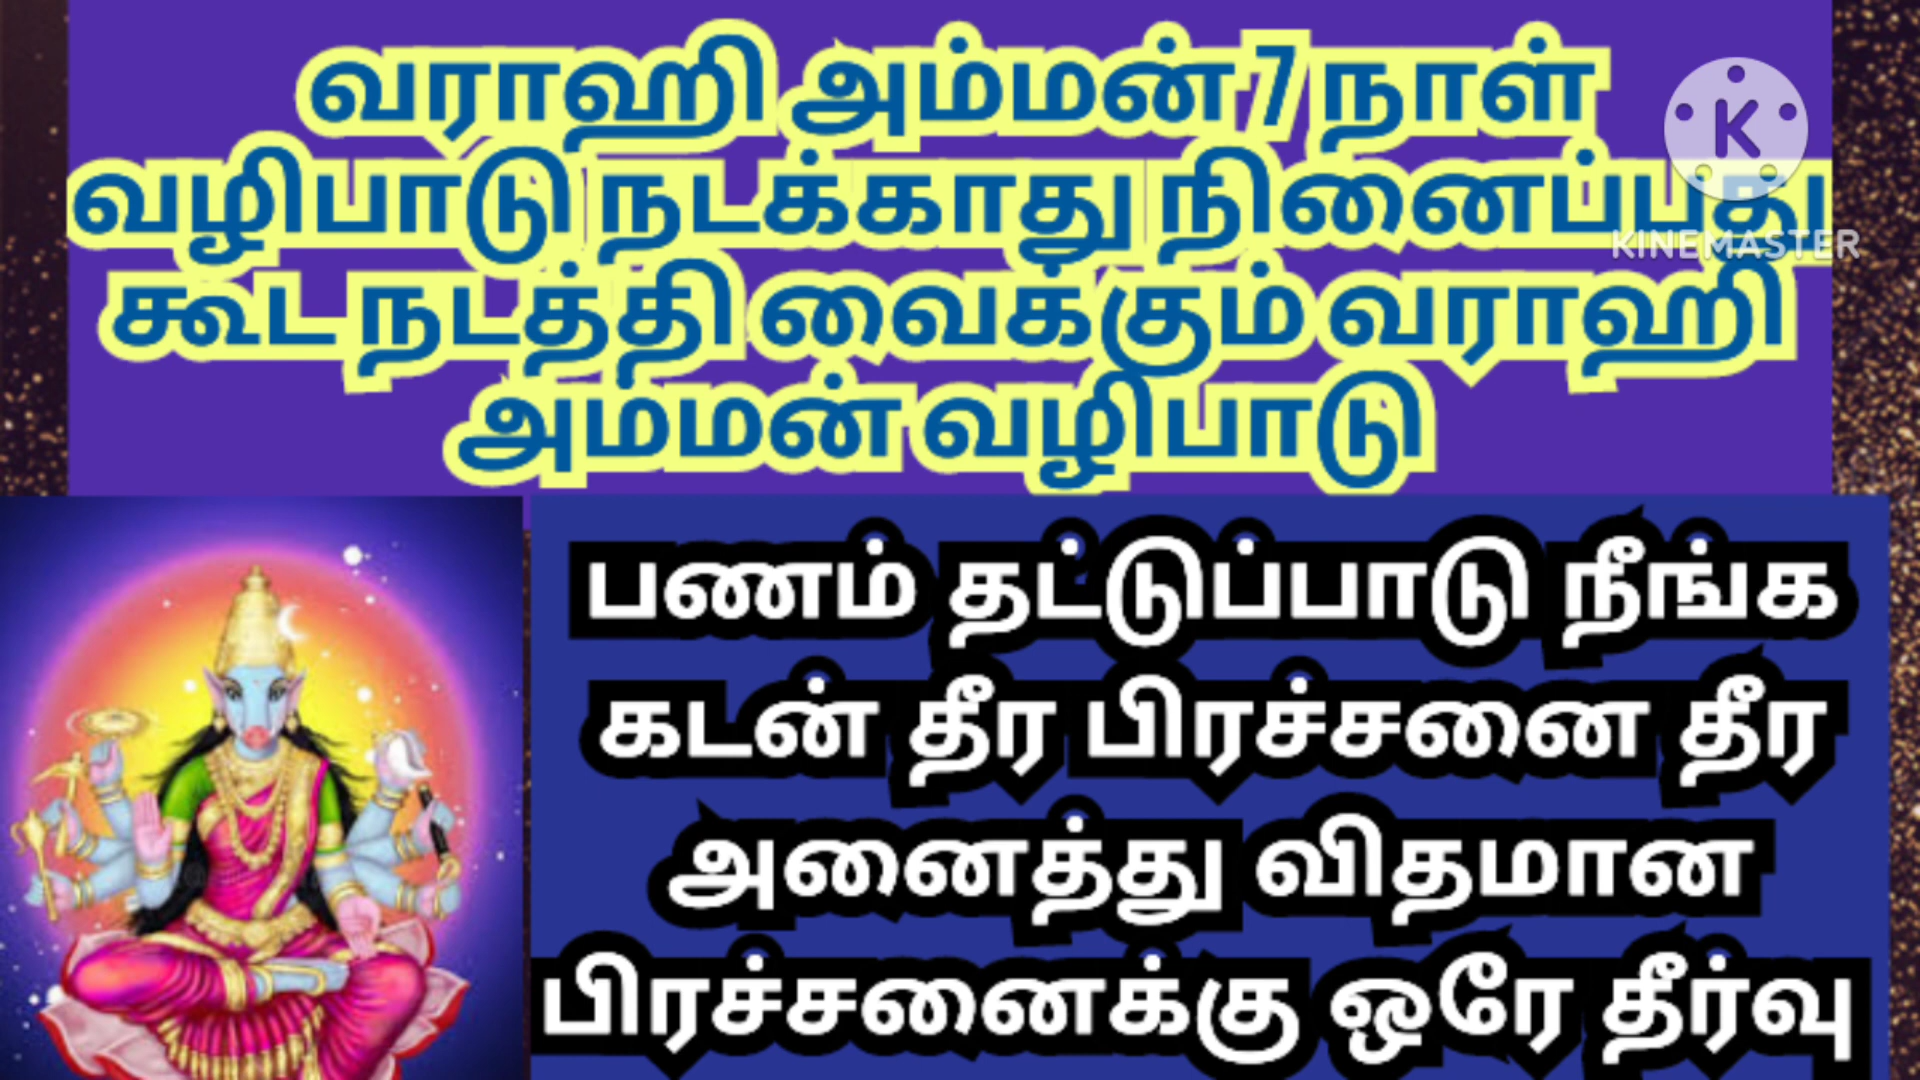 வராஹி அம்மன் 7 நாள்
வழிபாடு நடக்காது நினைப்பது
கூட நடத்தி வைக்கும் வராஹி
அம்மன் வழிபாடு
K
KINEMASTER
பணம் தட்டுப்பாடு நீங்க
கடன் தீர பிரச்சனை தீர
அனைத்து விதமான
பிரச்சனைக்கு ஒரே தீர்வு